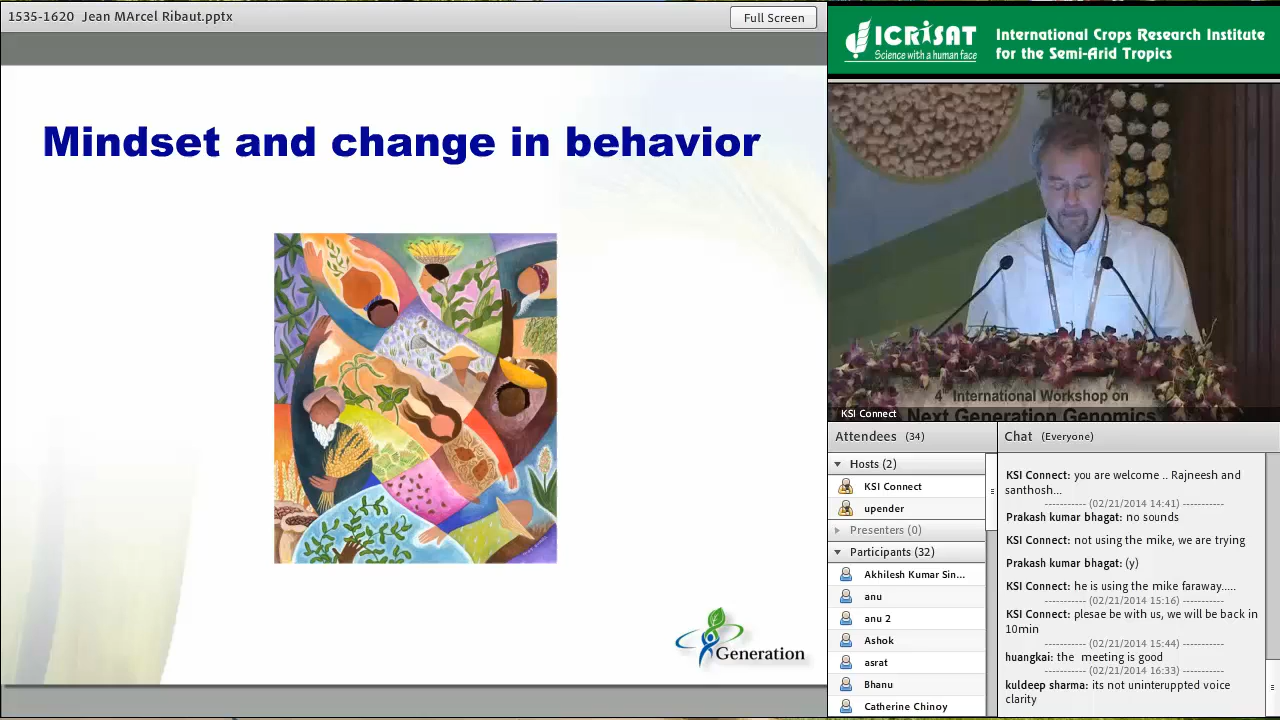 1535-1620 Jean MArcel Ribaut.pptx
Full Screen
Mindset and change in behavior
Generation
ICRISAT
Science with a human face
International Crops Research Institute
for the Semi-Arid Tropics
4th International Workshop on
Next Generation Genomics
KSI Connect
Attendees (34)
Hosts (2)
KSI Connect
upender
Presenters (0)
Participants (32)
Akhilesh Kumar Sin...
anu
anu 2
Ashok
asrat
Bhanu
Catherine Chinoy
Chat (Everyone)
KSI Connect: you are welcome .. Rajneesh and
santhosh...
----------- (02/21/2014 14:41) -----------
Prakash kumar bhagat: no sounds
KSI Connect: not using the mike, we are trying
Prakash kumar bhagat: (y)
KSI Connect: he is using the mike faraway.....
----------- (02/21/2014 15:16) -----------
KSI Connect: plesae be with us, we will be back in
10min
----------- (02/21/2014 15:44) -----------
huangkai: the meeting is good
----------- (02/21/2014 16:33) -----------
kuldeep sharma: its not uninteruppted voice
clarity